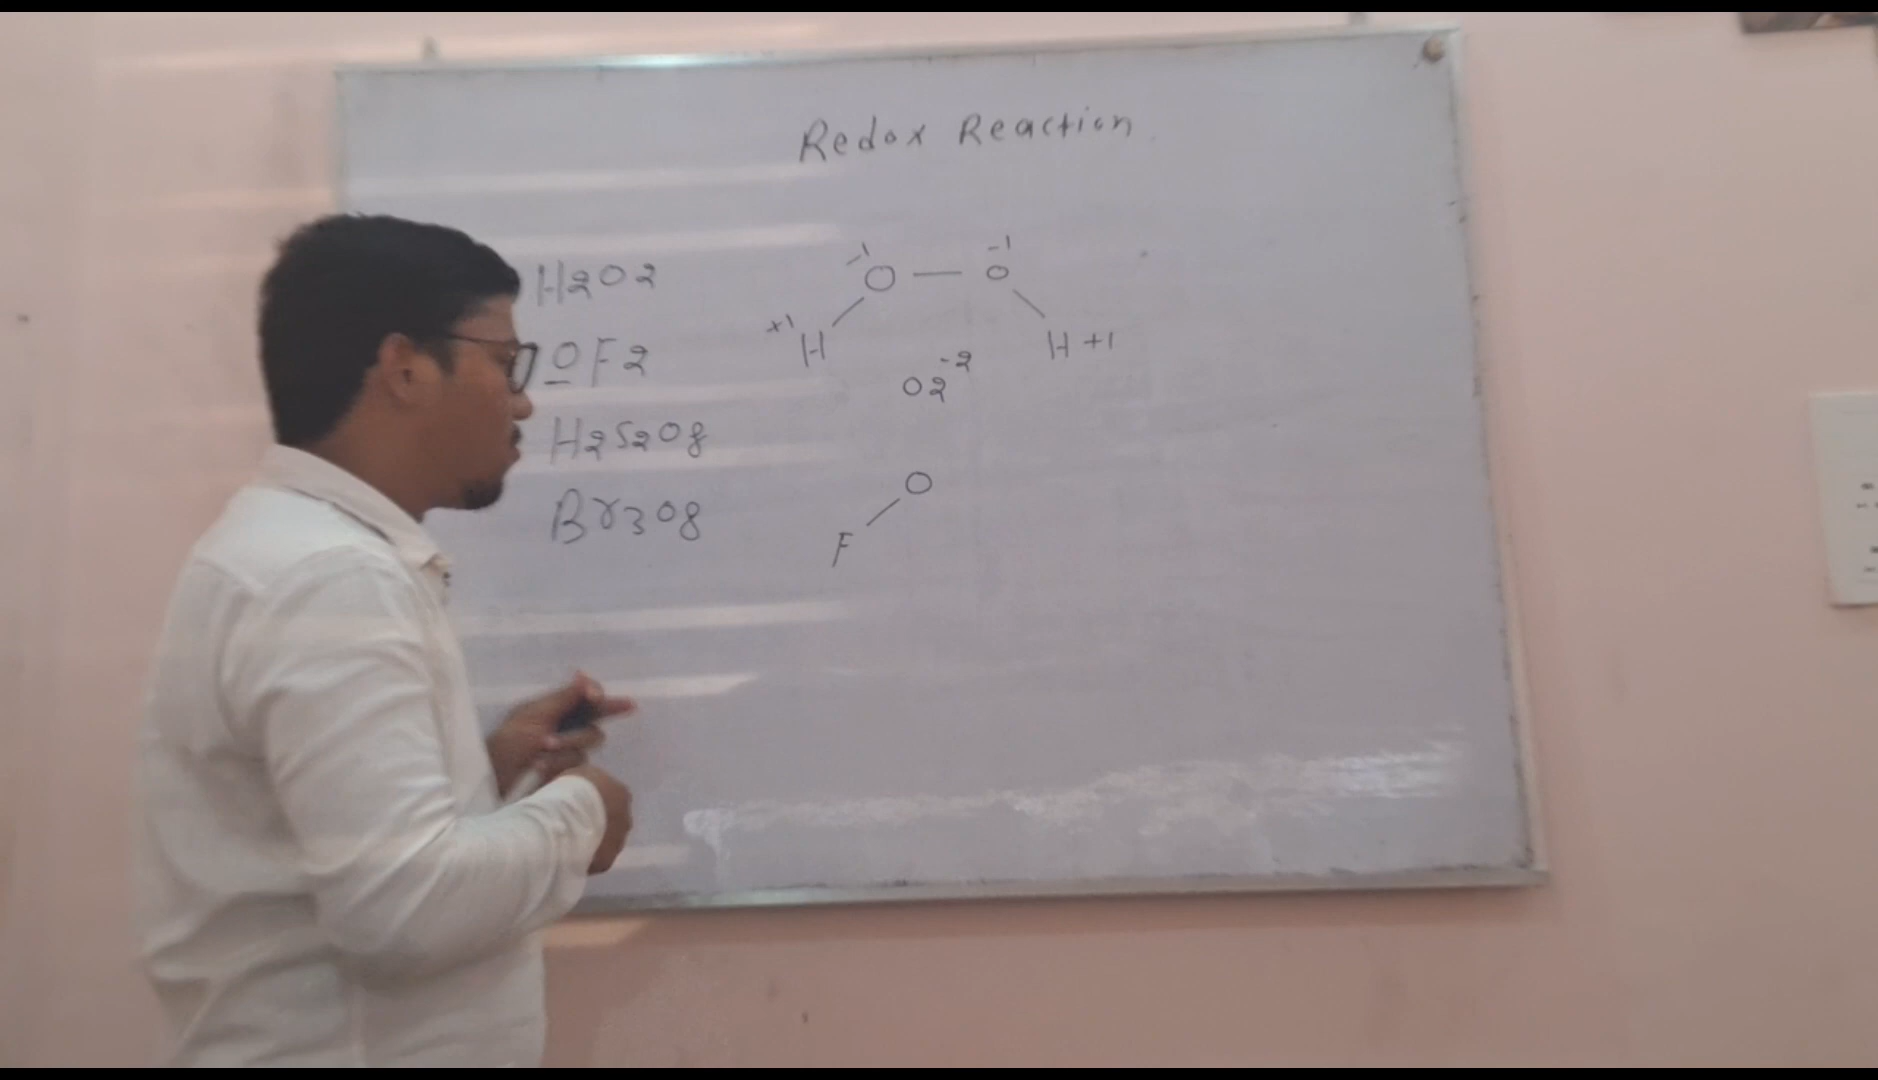 Redox Reaction
H2O2
-1 -1
O — O
+1 H H +1
O2 -2
OF2
H2S2O8
O
F
Br3O8